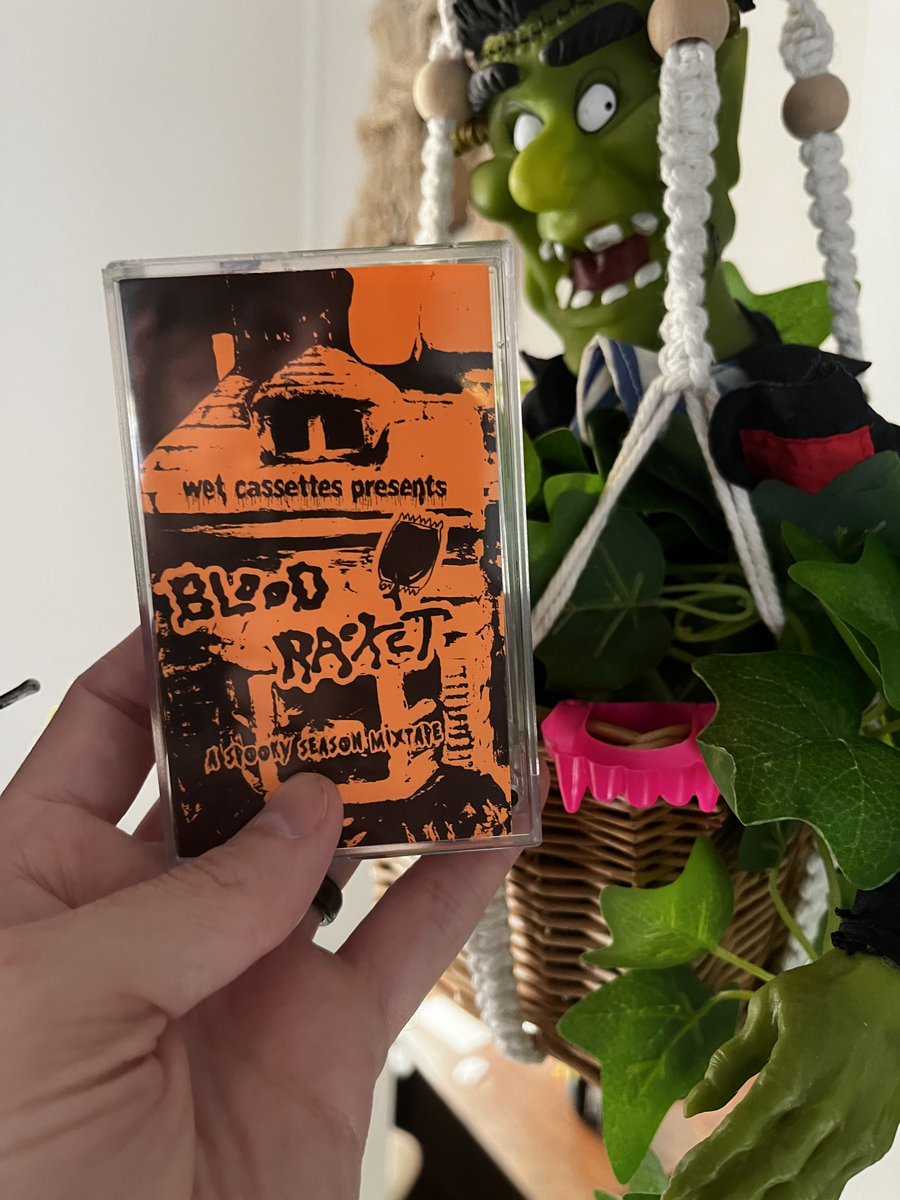 wet cassettes presents
BLOOD
RACKET
A SPOOKY SEASON MIXTAPE